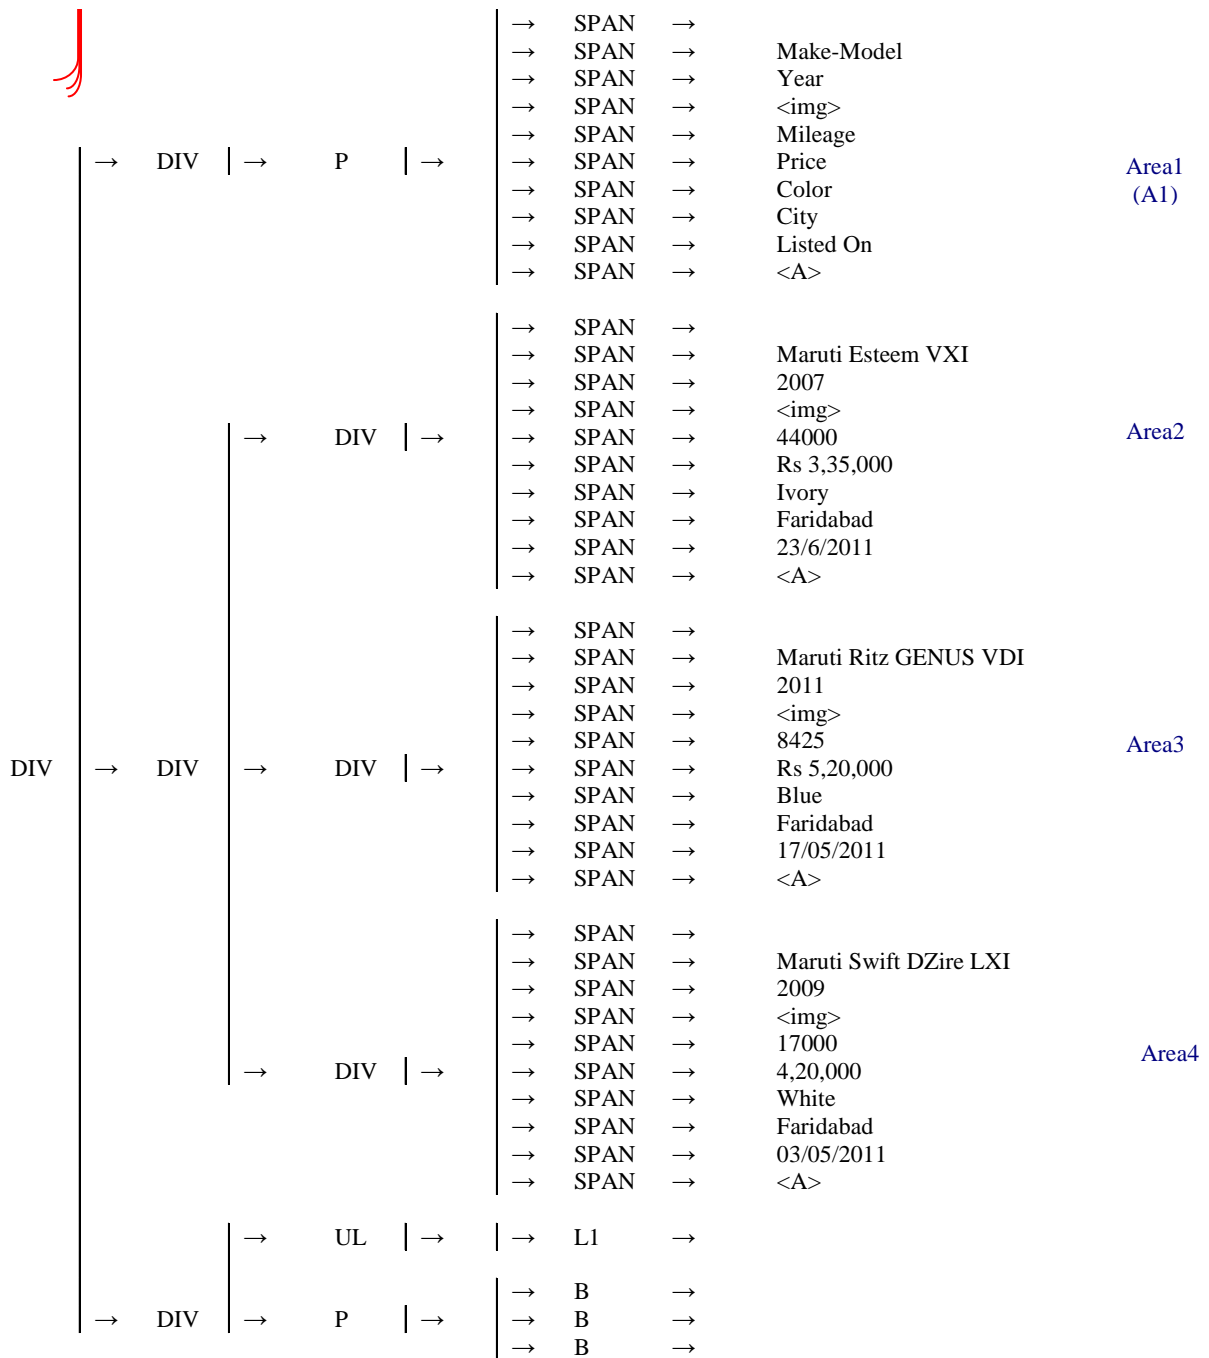 → SPAN →
→ SPAN → Make-Model
→ SPAN → Year
→ SPAN → <img>
→ SPAN → Mileage
→ DIV → P → → SPAN → Price Area1
→ SPAN → Color (A1)
→ SPAN → City
→ SPAN → Listed On
→ SPAN → <A>
→ SPAN →
→ SPAN → Maruti Esteem VXI
→ SPAN → 2007
→ SPAN → <img>
→ DIV → → SPAN → 44000 Area2
→ SPAN → Rs 3,35,000
→ SPAN → Ivory
→ SPAN → Faridabad
→ SPAN → 23/6/2011
→ SPAN → <A>
→ SPAN →
→ SPAN → Maruti Ritz GENUS VDI
→ SPAN → 2011
→ SPAN → <img>
→ SPAN → 8425 Area3
DIV → DIV → DIV → → SPAN → Rs 5,20,000
→ SPAN → Blue
→ SPAN → Faridabad
→ SPAN → 17/05/2011
→ SPAN → <A>
→ SPAN →
→ SPAN → Maruti Swift DZire LXI
→ SPAN → 2009
→ SPAN → <img>
→ SPAN → 17000 Area4
→ DIV → → SPAN → 4,20,000
→ SPAN → White
→ SPAN → Faridabad
→ SPAN → 03/05/2011
→ SPAN → <A>
→ UL → → L1 →
→ B →
→ DIV → P → → B →
→ B →